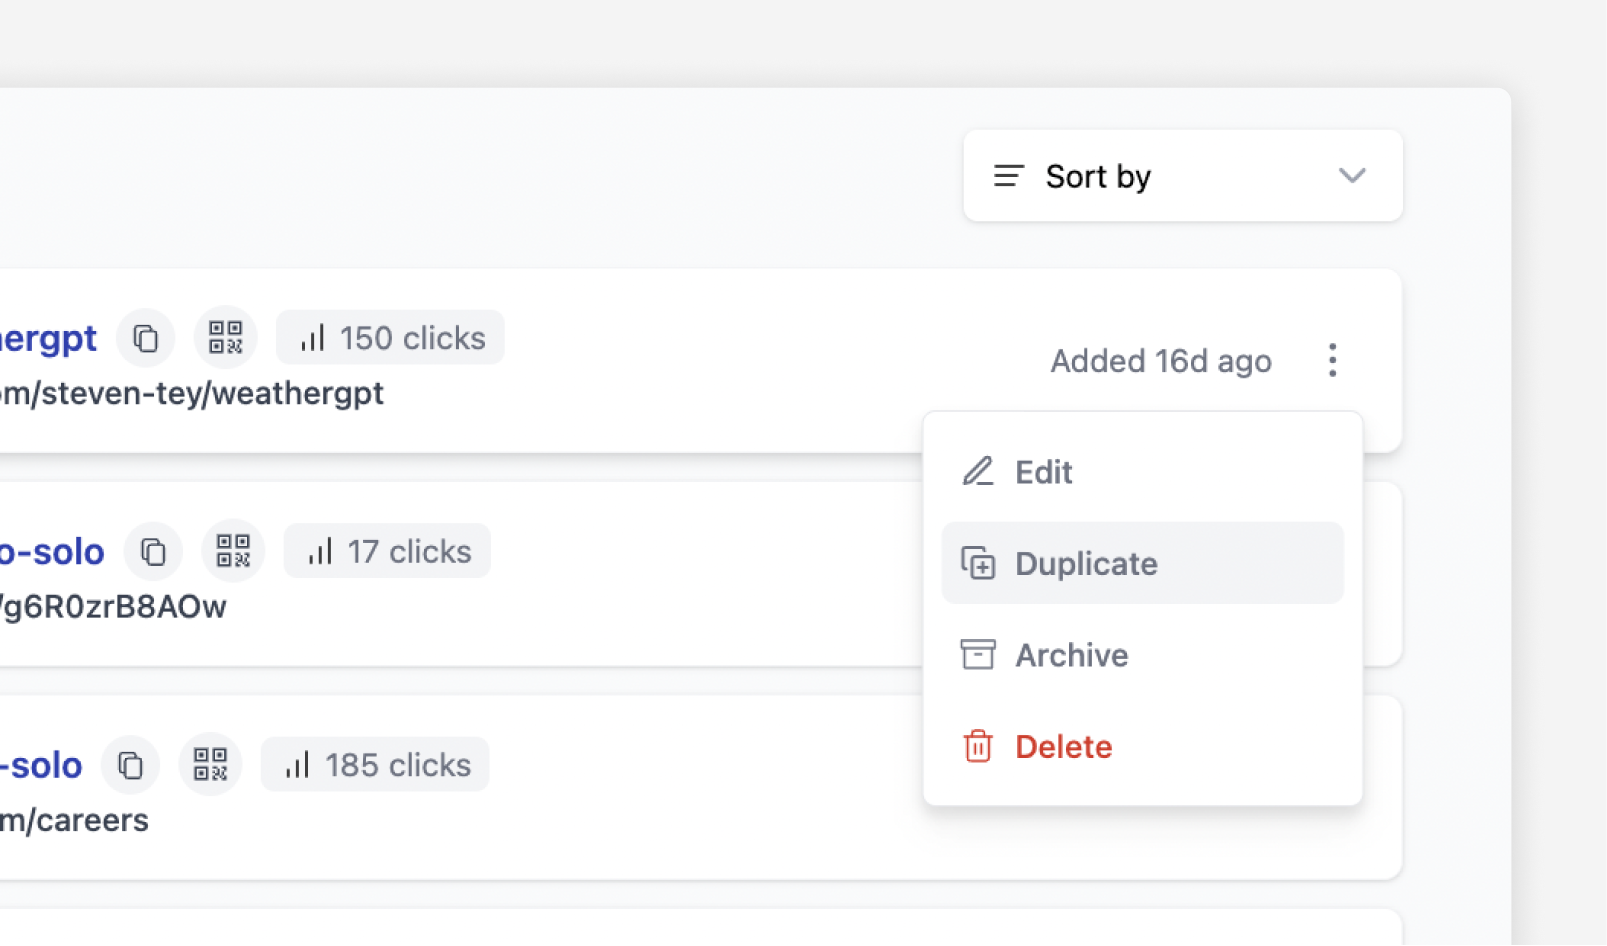 Sort by
ergpt
150 clicks
Added 16d ago
m/steven-tey/weathergpt
Edit
o-solo
17 clicks
Duplicate
/g6R0zrB8AOw
Archive
-solo
185 clicks
Delete
m/careers